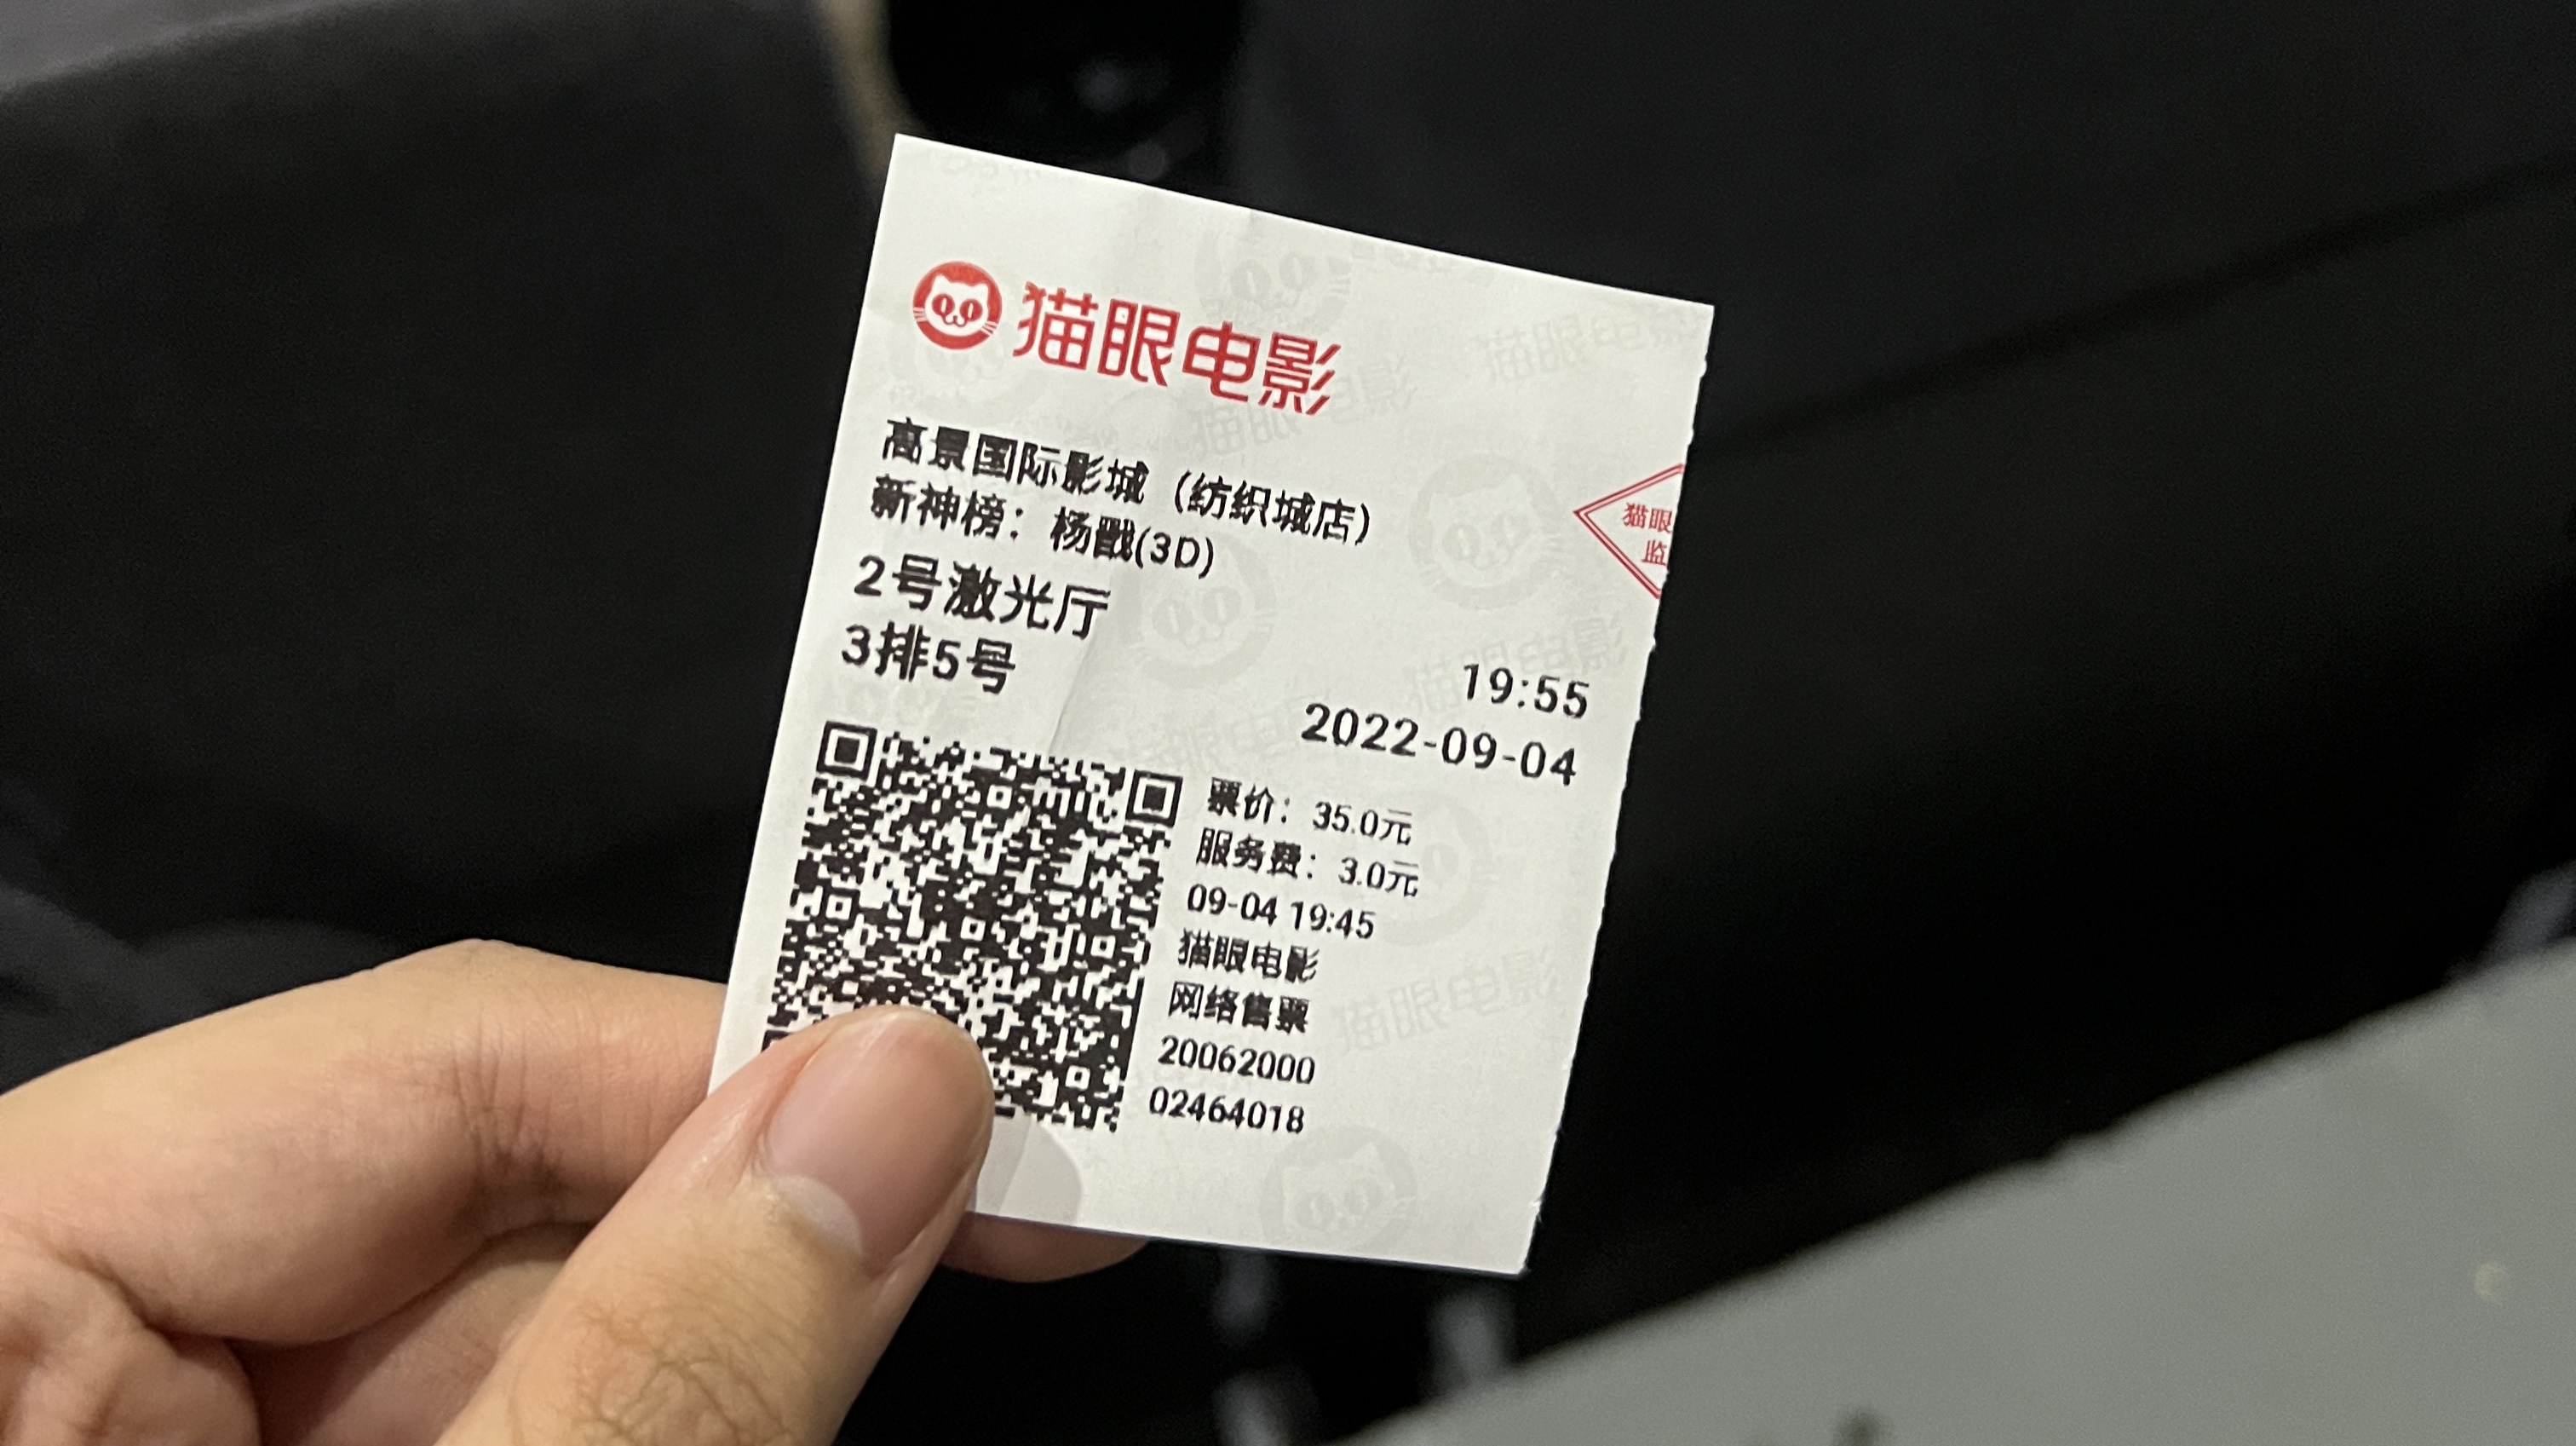 猫眼电影
高景国际影城（纺织城店）
新神榜：杨戬(3D)
2号激光厅
3排5号
猫眼
监
19:55
2022-09-04
票价：35.0元
服务费：3.0元
09-04 19:45
猫眼电影
网络售票
20062000
02464018